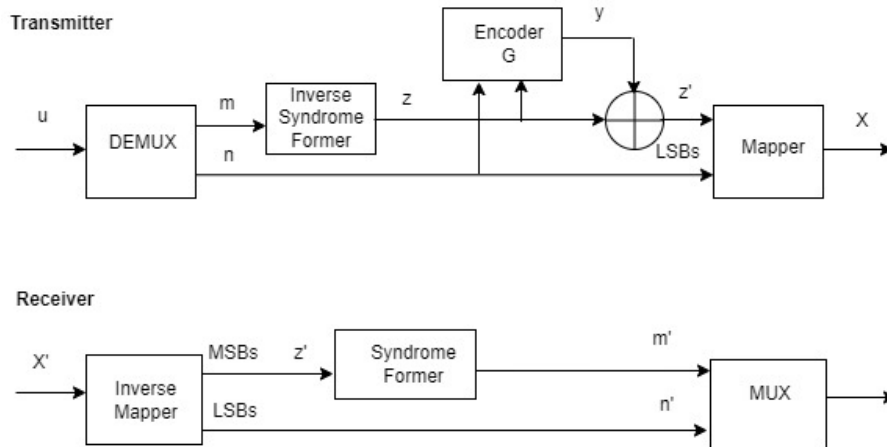 Transmitter
Encoder
G
y
u
DEMUX
m
n
Inverse
Syndrome
Former
z
z'
LSBs
Mapper
X
Receiver
X'
Inverse
Mapper
MSBs
z'
LSBs
Syndrome
Former
m'
n'
MUX